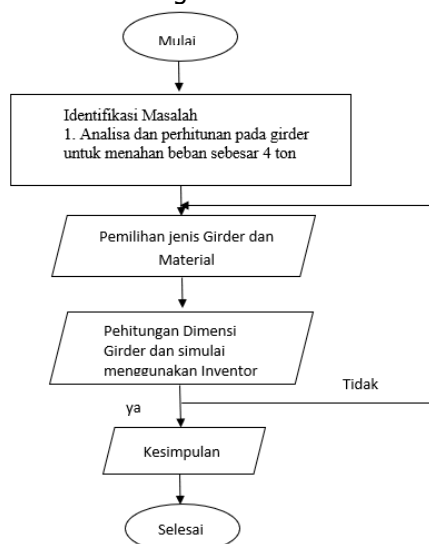 Mulai
Identifikasi Masalah
1. Analisa dan perhitunan pada girder
untuk menahan beban sebesar 4 ton
Pemilihan jenis Girder dan
Material
Pehitungan Dimensi
Girder dan simulai
menggunakan Inventor
Tidak
ya
Kesimpulan
Selesai